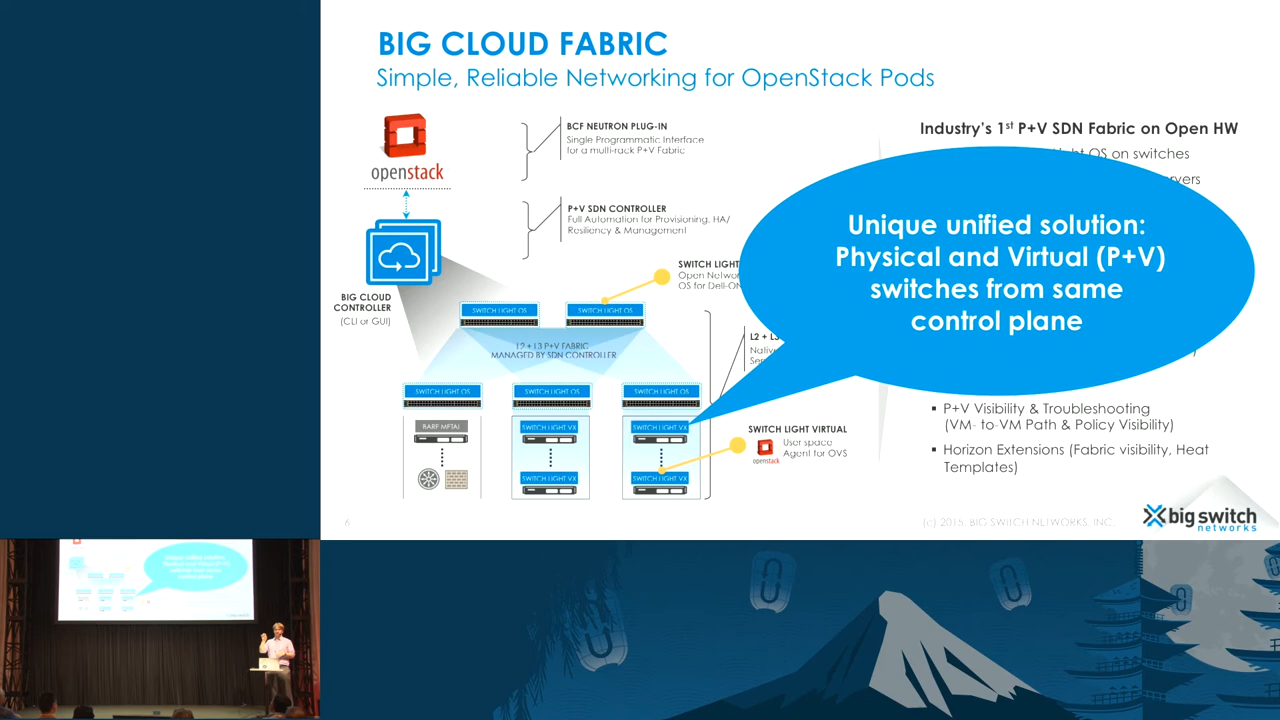 BIG CLOUD FABRIC
Simple, Reliable Networking for OpenStack Pods
openstack
BCF NEUTRON PLUG-IN
Single Programmatic Interface
for a multi-rack P+V Fabric
P+V SDN CONTROLLER
Full Automation for Provisioning, HA/
Resiliency & Management
BIG CLOUD
CONTROLLER
(CLI or GUI)
SWITCH LIGHT
Open Netwo
OS for Dell-O
SWITCH LIGHT OS
SWITCH LIGHT OS
L2 + L3 P+V FABRIC
MANAGED BY SDN CONTROLLER
L2 + L3
Nativ
Ser
SWITCH LIGHT OS
SWITCH LIGHT OS
SWITCH LIGHT OS
BARE METAL
SWITCH LIGHT VX
SWITCH LIGHT VX
SWITCH LIGHT VX
SWITCH LIGHT VX
SWITCH LIGHT VIRTUAL
openstack
User space
Agent for OVS
Industry's 1st P+V SDN Fabric on Open HW
OS on switches
ervers
Unique unified solution:
Physical and Virtual (P+V)
switches from same
control plane
▪ P+V Visibility & Troubleshooting
(VM- to-VM Path & Policy Visibility)
▪ Horizon Extensions (Fabric visibility, Heat
Templates)
6
(c) 2015, BIG SWITCH NETWORKS, INC.
big switch
networks